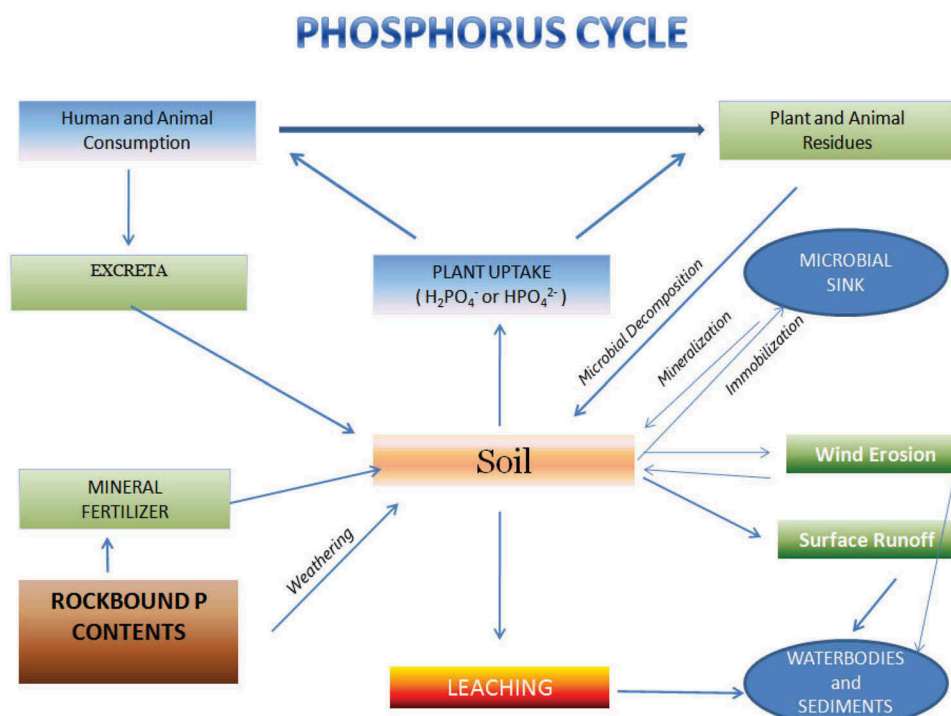 PHOSPHORUS CYCLE
Human and Animal
Consumption
Plant and Animal
Residues
EXCRETA
PLANT UPTAKE
( H₂PO₄⁻ or HPO₄²⁻ )
MICROBIAL
SINK
Microbial Decomposition
Mineralization
Immobilization
Soil
Wind Erosion
MINERAL
FERTILIZER
Surface Runoff
Weathering
ROCKBOUND P
CONTENTS
LEACHING
WATERBODIES
and
SEDIMENTS